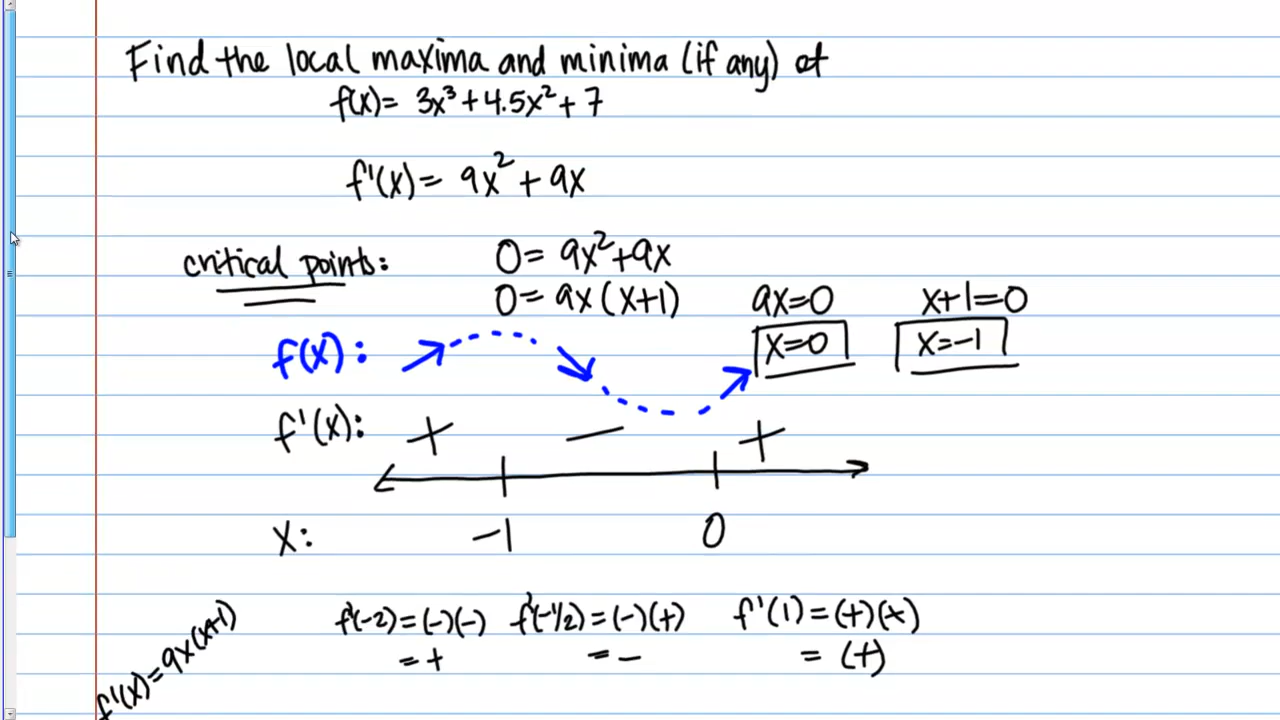 Find the local maxima and minima (if any) of
f(x)= 3x³+4.5x²+7
f'(x)= 9x²+9x
critical points: 0= 9x²+9x
0= 9x(x+1) 9x=0 x+1=0
x=0 x=-1
f(x):
f'(x): + — +
x: -1 0
f'(-2)=(-)(-) f'(-1/2)=(-)(+) f'(1)=(+)(+)
=+ =- = (+)
f'(x)=9x(x+1)